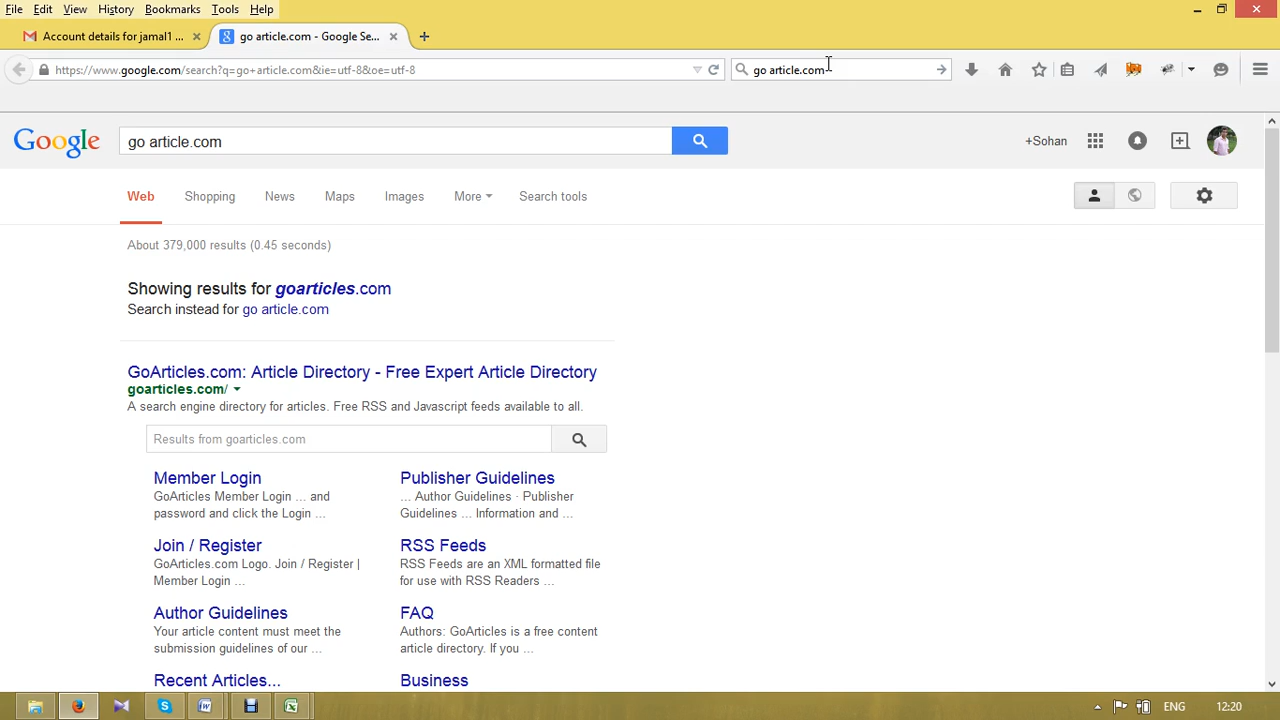 File Edit View History Bookmarks Tools Help
Account details for jamal1 ... × go article.com - Google Se... × +
https://www.google.com/search?q=go+article.com&ie=utf-8&oe=utf-8
go article.com
Google
go article.com
+Sohan
Web Shopping News Maps Images More Search tools
About 379,000 results (0.45 seconds)
Showing results for goarticles.com
Search instead for go article.com
GoArticles.com: Article Directory - Free Expert Article Directory
goarticles.com/
A search engine directory for articles. Free RSS and Javascript feeds available to all.
Results from goarticles.com
Member Login
GoArticles Member Login ... and
password and click the Login ...
Publisher Guidelines
... Author Guidelines · Publisher
Guidelines ... Information and ...
Join / Register
GoArticles.com Logo. Join / Register |
Member Login ...
RSS Feeds
RSS Feeds are an XML formatted file
for use with RSS Readers ...
Author Guidelines
Your article content must meet the
submission guidelines of our ...
FAQ
Authors: GoArticles is a free content
article directory. If you ...
Recent Articles...
Business
ENG 12:20